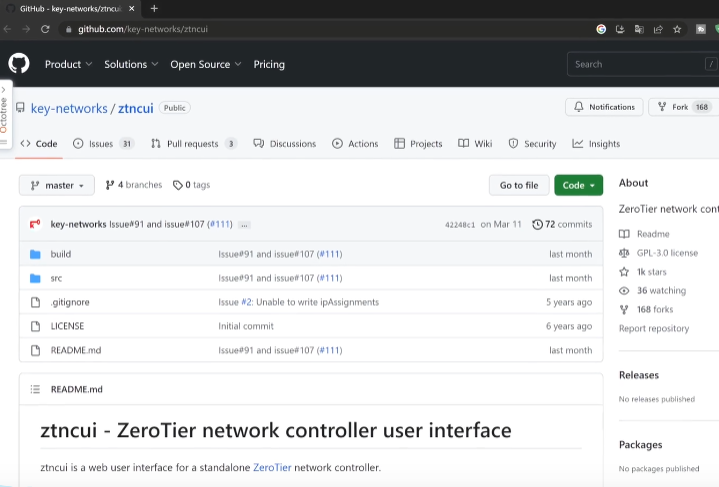 GitHub - key-networks/ztncui
github.com/key-networks/ztncui
Product Solutions Open Source Pricing
Search /
Octotree
key-networks / ztncui Public
Notifications Fork 168
Code Issues 31 Pull requests 3 Discussions Actions Projects Wiki Security Insights
master 4 branches 0 tags Go to file Code
key-networks Issue#91 and issue#107 (#111) ... 42248c1 on Mar 11 72 commits
build Issue#91 and issue#107 (#111) last month
src Issue#91 and issue#107 (#111) last month
.gitignore Issue #2: Unable to write ipAssignments 5 years ago
LICENSE Initial commit 6 years ago
README.md Issue#91 and issue#107 (#111) last month
README.md
ztncui - ZeroTier network controller user interface
ztncui is a web user interface for a standalone ZeroTier network controller.
About
ZeroTier network cont
Readme
GPL-3.0 license
1k stars
36 watching
168 forks
Report repository
Releases
No releases published
Packages
No packages published